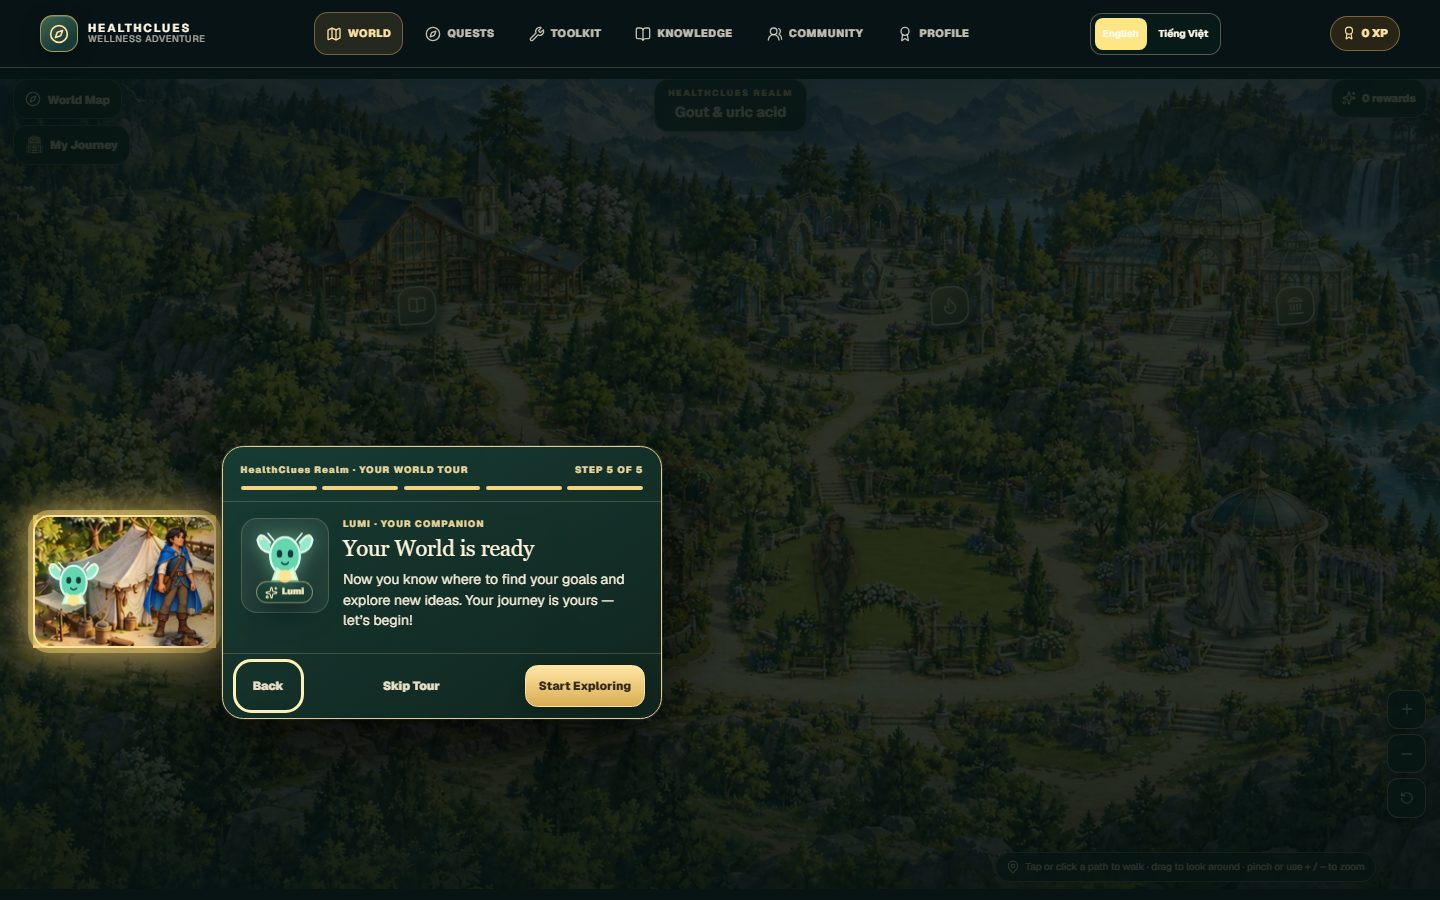 HEALTHCLUES
WELLNESS ADVENTURE
WORLD
QUESTS
TOOLKIT
KNOWLEDGE
COMMUNITY
PROFILE
English
Tiếng Việt
0 XP
World Map
My Journey
HEALTHCLUES REALM
Gout & uric acid
0 rewards
HealthClues Realm · YOUR WORLD TOUR
STEP 5 OF 5
LUMI · YOUR COMPANION
Your World is ready
Now you know where to find your goals and
explore new ideas. Your journey is yours —
let's begin!
Lumi
Back
Skip Tour
Start Exploring
Tap or click a path to walk · drag to look around · pinch or use + / − to zoom